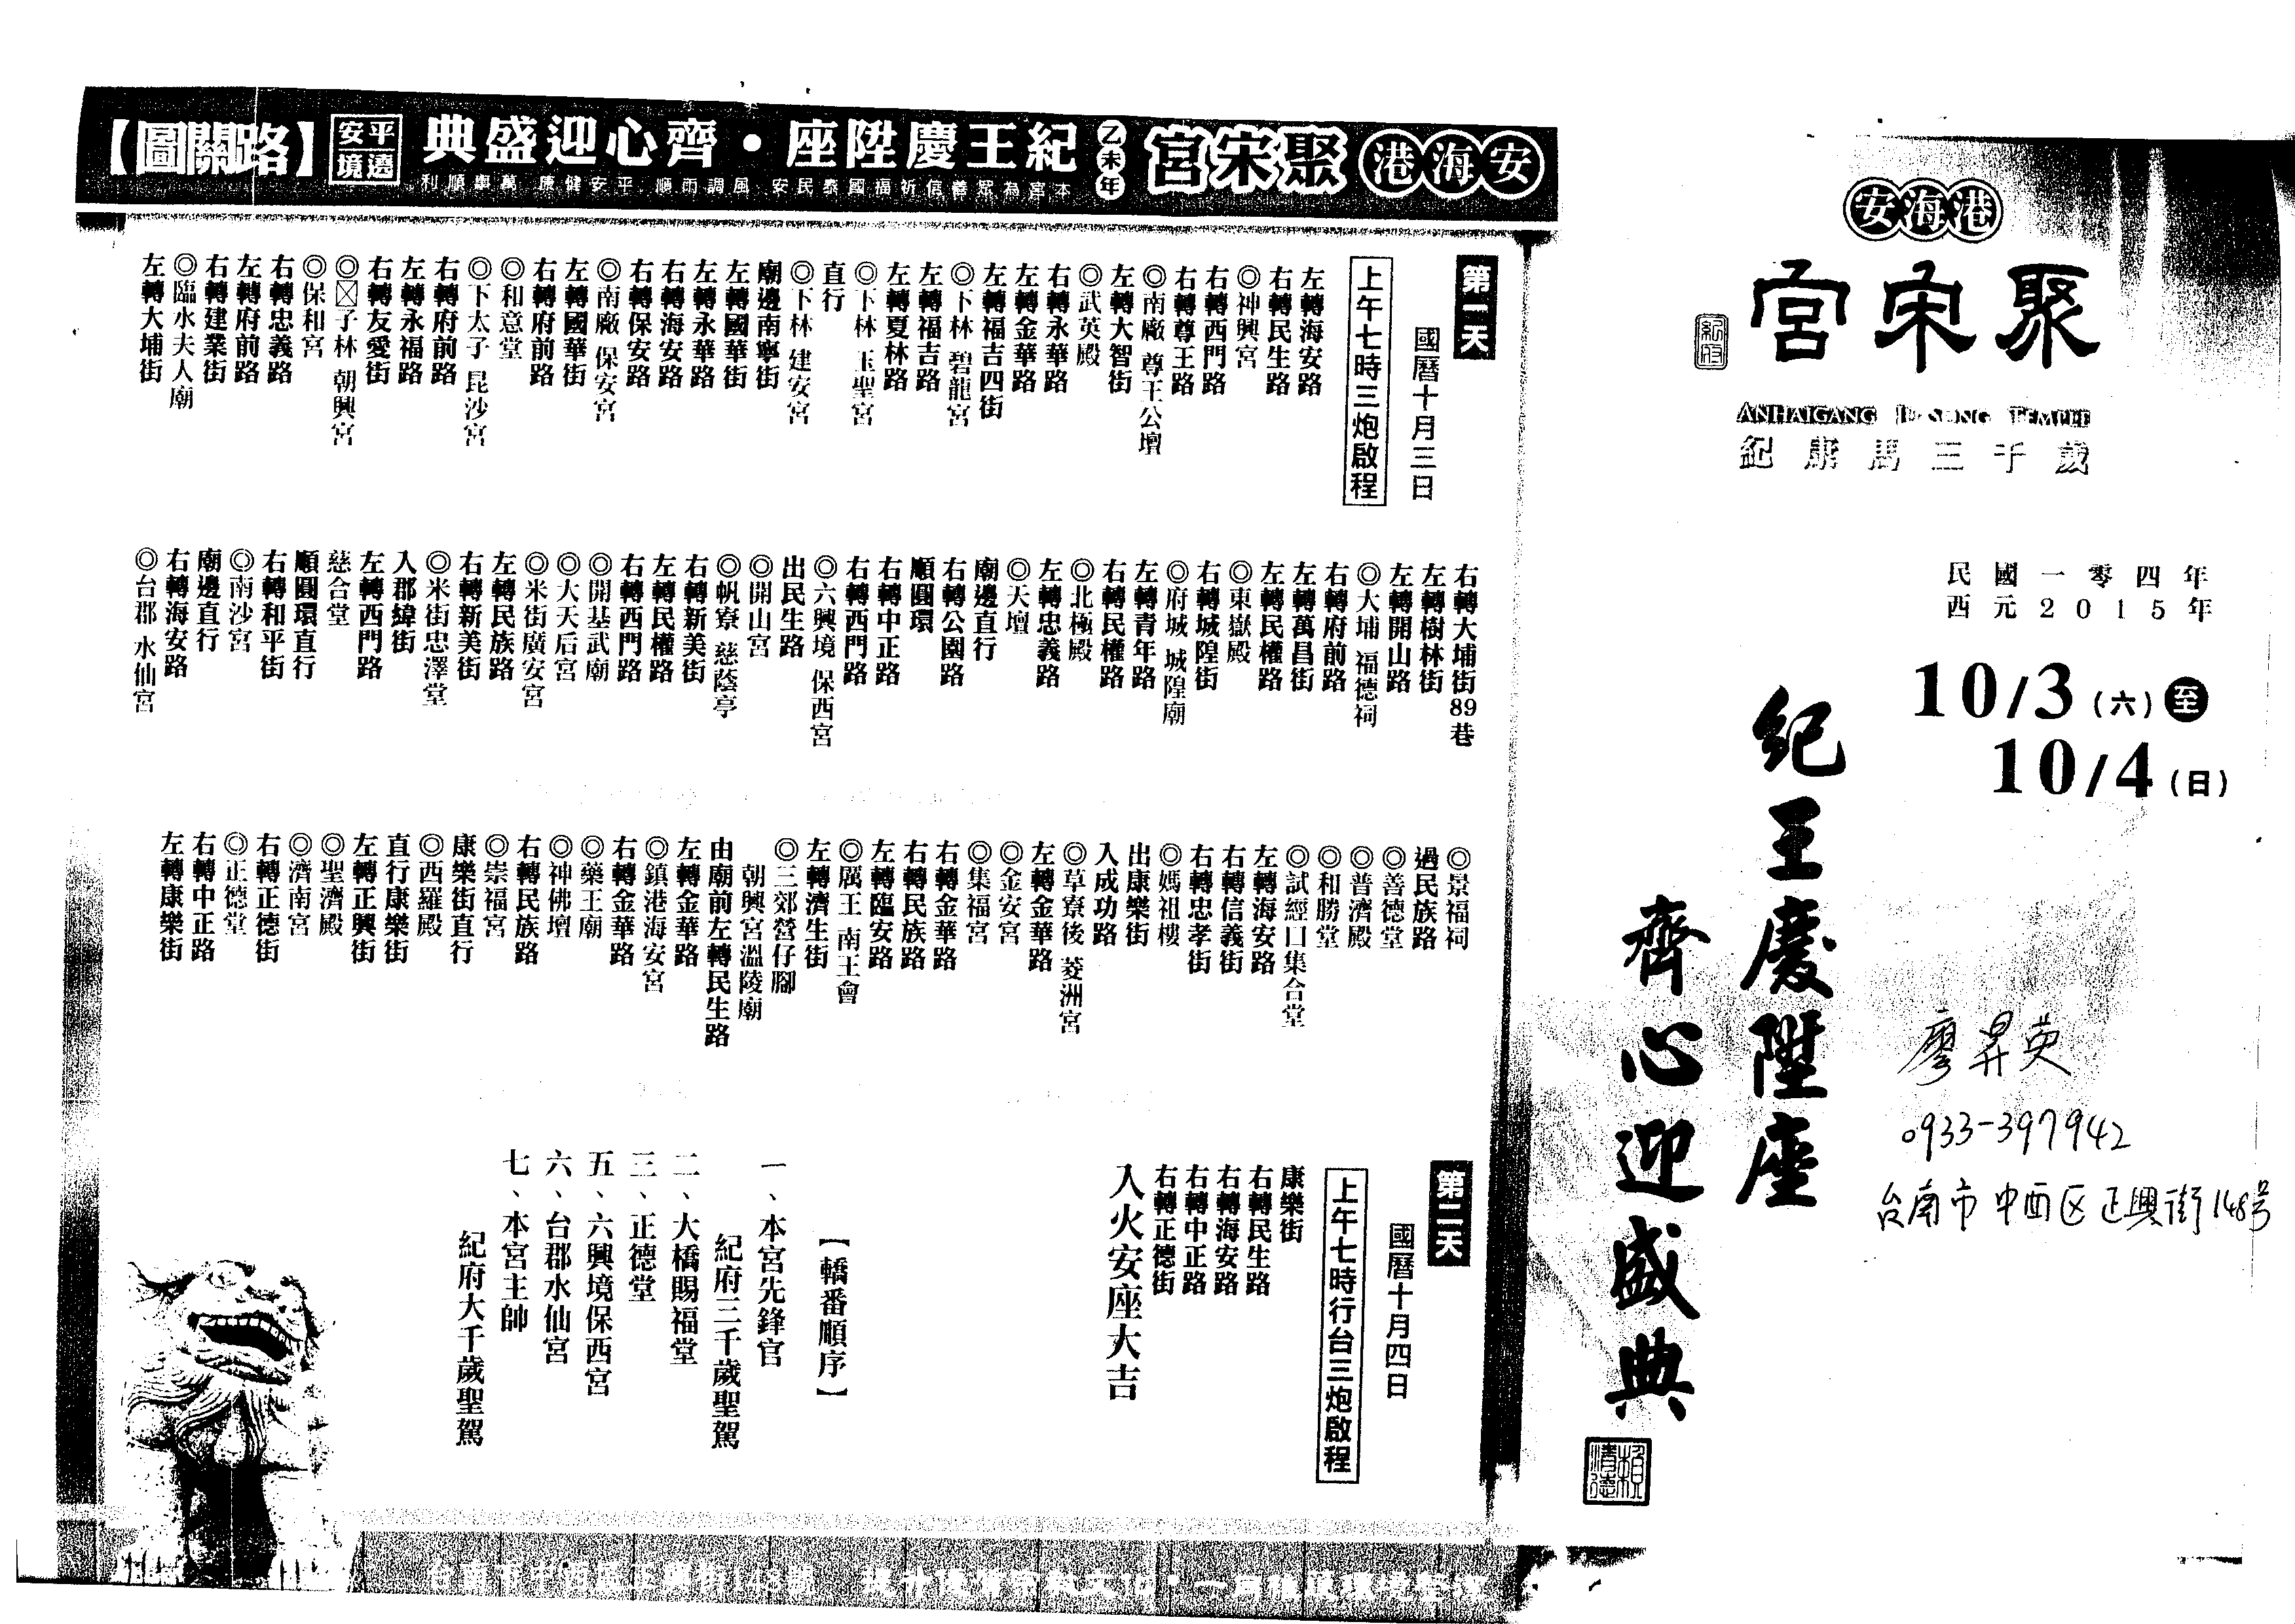 安海港
聚宋宮
乙未年
紀王慶陞座・齊心迎盛典
本宮為眾善信祈福國泰民安、風調雨順、平安健康、萬事順利
平安
遶境
【路關圖】
第一天
國曆十月三日
上午七時三炮啟程
左轉海安路
右轉民生路
◎神興宮
右轉西門路
右轉尊王路
◎南廠 尊王公壇
左轉大智街
◎武英殿
右轉永華路
左轉金華路
左轉福吉四街
◎下林 碧龍宮
左轉福吉路
左轉夏林路
◎下林 玉聖宮
直行
◎下林 建安宮
廟邊南寧街
左轉國華街
左轉永華路
右轉海安路
右轉保安路
◎南廠 保安宮
左轉國華街
右轉府前路
◎和意堂
◎下太子 昆沙宮
右轉府前路
左轉永福路
右轉友愛街
◎☒子林 朝興宮
◎保和宮
右轉忠義路
左轉府前路
右轉建業街
◎臨水夫人廟
左轉大埔街
右轉大埔街89巷
左轉樹林街
左轉開山路
◎大埔 福德祠
右轉府前路
左轉萬昌街
左轉民權路
◎東嶽殿
右轉城隍街
◎府城 城隍廟
左轉青年路
右轉民權路
◎北極殿
左轉忠義路
◎天壇
廟邊直行
右轉公園路
順圓環
右轉中正路
右轉西門路
◎六興境 保西宮
出民生路
◎開山宮
◎帆寮 慈蔭亭
右轉新美街
左轉民權路
右轉西門路
◎開基武廟
◎大天后宮
◎米街廣安宮
左轉民族路
右轉新美街
◎米街忠澤堂
入郡緯街
左轉西門路
慈合堂
順圓環直行
右轉和平街
◎南沙宮
廟邊直行
右轉海安路
◎台郡 水仙宮
◎景福祠
過民族路
◎善德堂
◎普濟殿
◎和勝堂
◎試經口集合堂
左轉海安路
右轉信義街
右轉忠孝街
◎媽祖樓
出康樂街
入成功路
◎草寮後 菱洲宮
左轉金華路
◎金安宮
◎集福宮
右轉金華路
右轉民族路
左轉臨安路
◎厲王 南王會
左轉濟生街
◎三郊營仔腳
朝興宮溫陵廟
由廟前左轉民生路
左轉金華路
◎鎮港海安宮
右轉金華路
◎藥王廟
◎神佛壇
右轉民族路
◎崇福宮
康樂街直行
◎西羅殿
直行康樂街
左轉正興街
◎聖濟殿
◎濟南宮
右轉正德街
◎正德堂
右轉中正路
左轉康樂街
第二天
國曆十月四日
上午七時行台三炮啟程
康樂街
右轉民生路
右轉海安路
右轉中正路
右轉正德街
入火安座大吉
【轎番順序】
一、本宮先鋒官
紀府三千歲聖駕
二、大橋賜福堂
三、正德堂
五、六興境保西宮
六、台郡水仙宮
七、本宮主帥
紀府大千歲聖駕
台南市中西區正興街148號
安海港
聚宋宮
紀府
ANHAIGANG JU SONG TEMPLE
紀康馬三千歲
民國一零四年
西元2015年
10/3(六)至
10/4(日)
紀王慶陞座
齊心迎盛典
賴清德
廖昇英
0933-397942
台南市中西区正興街148号